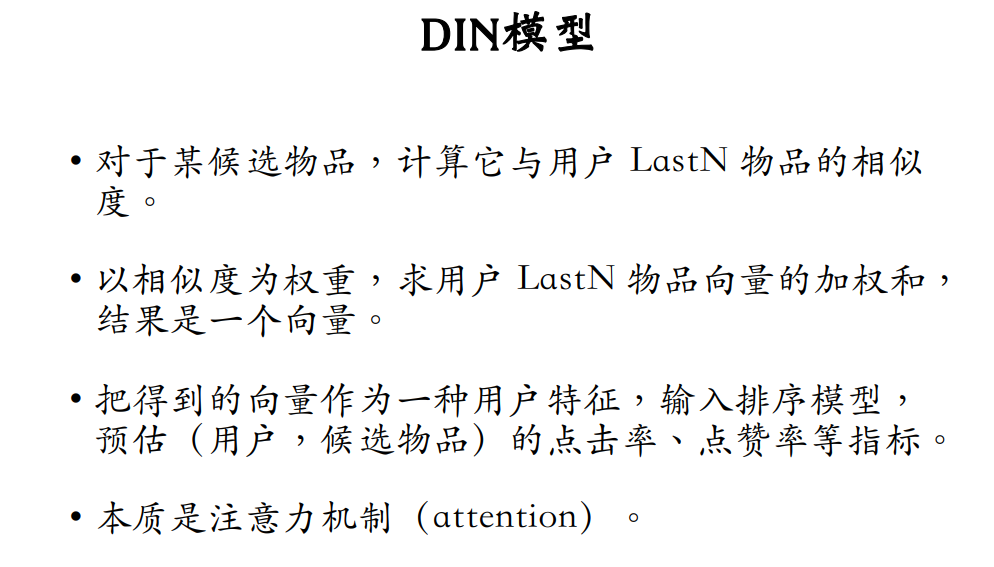 DIN模型
• 对于某候选物品，计算它与用户 LastN 物品的相似
度。
• 以相似度为权重，求用户 LastN 物品向量的加权和，
结果是一个向量。
• 把得到的向量作为一种用户特征，输入排序模型，
预估（用户，候选物品）的点击率、点赞率等指标。
• 本质是注意力机制（attention）。